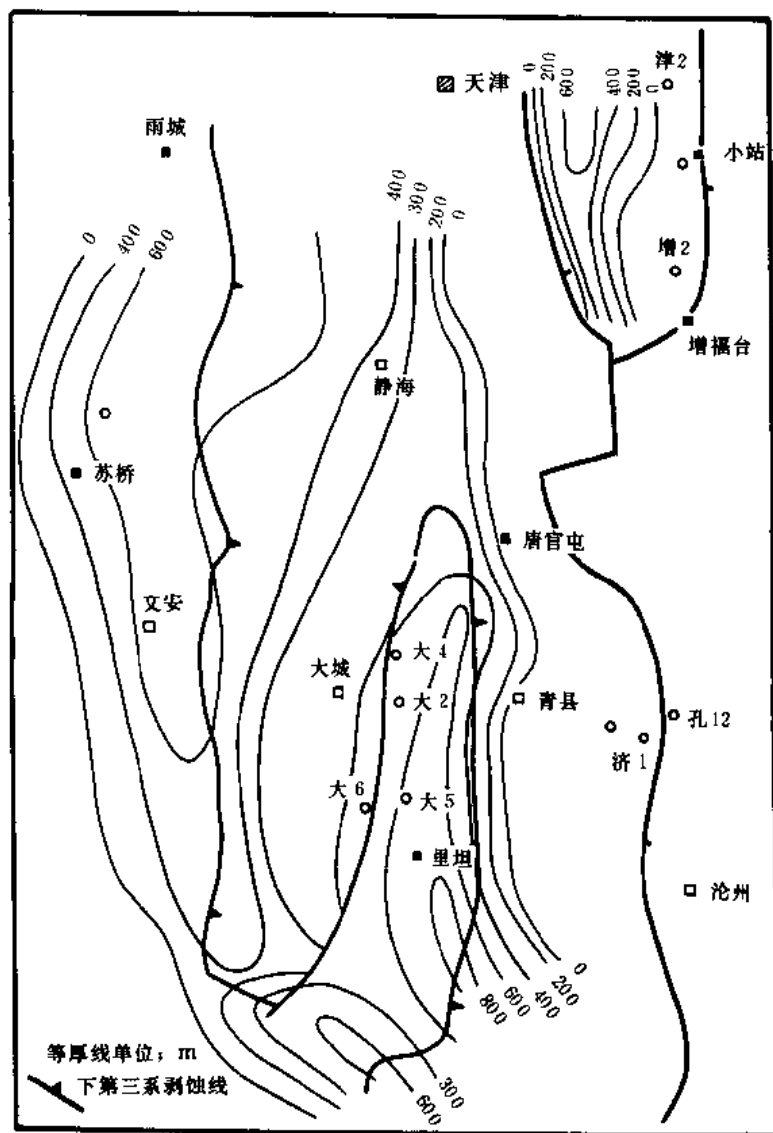 天津
0
200
600
400
200
0
津2
小站
雨城
增2
增福台
0
400
600
400
300
200
0
静海
苏桥
唐官屯
文安
大4
大城
大2
青县
孔12
济1
大6
大5
里坦
沧州
0
200
400
600
800
300
600
等厚线单位；m
下第三系剥蚀线